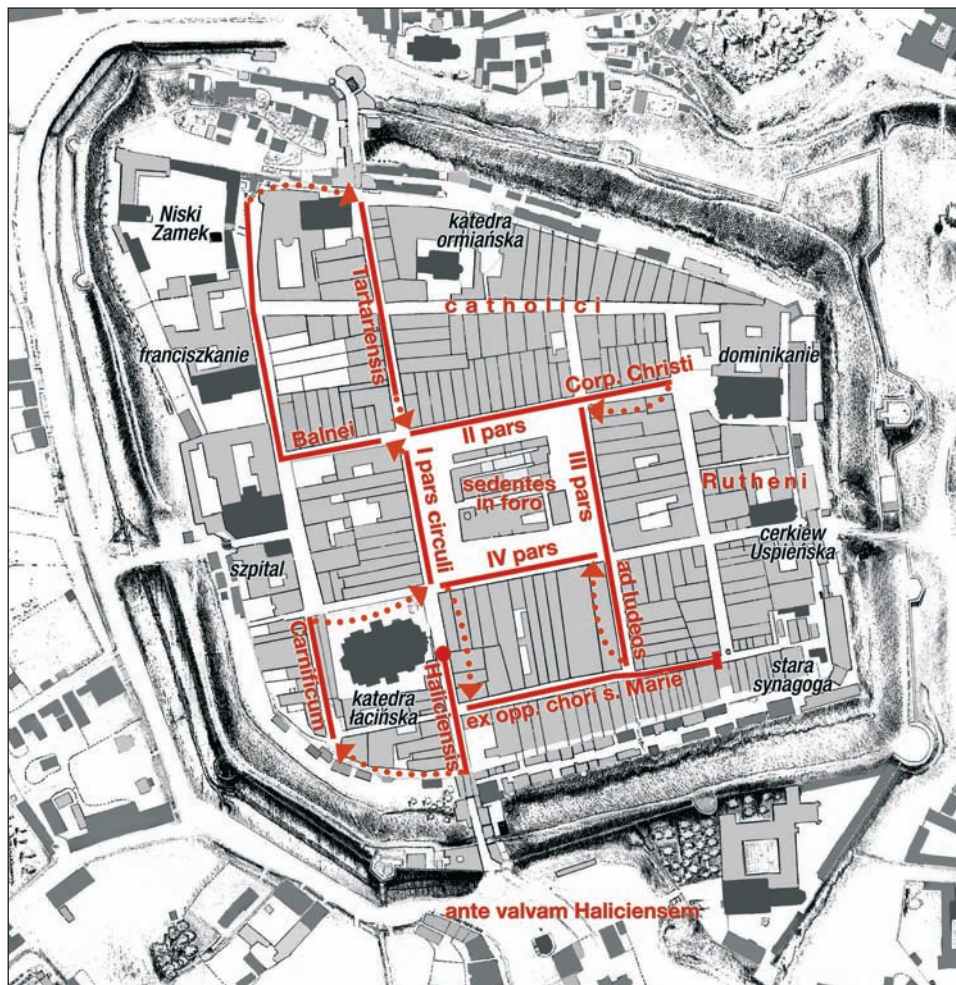 Niski
Zamek
katedra
ormiańska
Tartariensis
catholici
franciszkanie
dominikanie
Corp. Christi
Balnei
II pars
I pars circuli
sedentes
in foro
III pars
Rutheni
cerkiew
Uspieńska
IV pars
szpital
ad Iudeos
Carnificum
katedra
łacińska
Haliciensis
ex opp. chori s. Marie
stara
synagoga
ante valvam Haliciensem